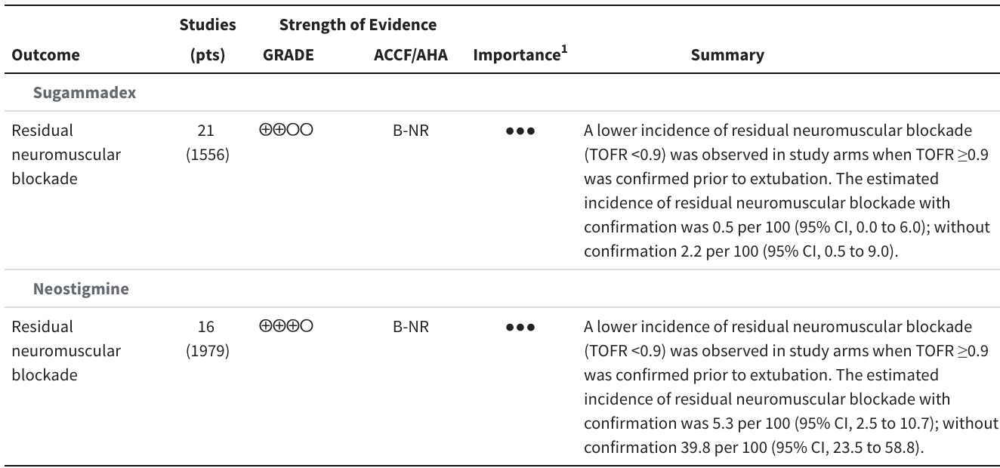 Studies Strength of Evidence
Outcome (pts) GRADE ACCF/AHA Importance¹ Summary
Sugammadex
Residual 21 ⊕⊕○○ B-NR ●●● A lower incidence of residual neuromuscular blockade
neuromuscular (1556) (TOFR <0.9) was observed in study arms when TOFR ≥0.9
blockade was confirmed prior to extubation. The estimated
incidence of residual neuromuscular blockade with
confirmation was 0.5 per 100 (95% CI, 0.0 to 6.0); without
confirmation 2.2 per 100 (95% CI, 0.5 to 9.0).
Neostigmine
Residual 16 ⊕⊕⊕○ B-NR ●●● A lower incidence of residual neuromuscular blockade
neuromuscular (1979) (TOFR <0.9) was observed in study arms when TOFR ≥0.9
blockade was confirmed prior to extubation. The estimated
incidence of residual neuromuscular blockade with
confirmation was 5.3 per 100 (95% CI, 2.5 to 10.7); without
confirmation 39.8 per 100 (95% CI, 23.5 to 58.8).